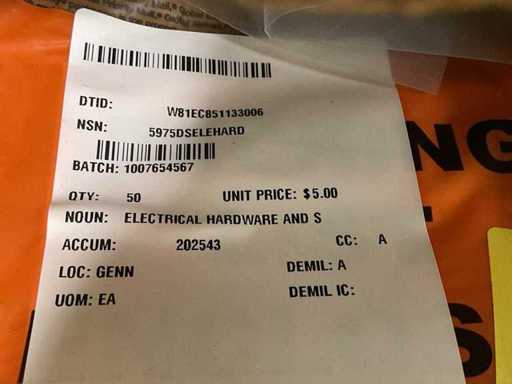 DTID: W81EC851133006
NSN: 5975DSELEHARD
BATCH: 1007654567
QTY: 50 UNIT PRICE: $5.00
NOUN: ELECTRICAL HARDWARE AND S
ACCUM: 202543 CC: A
LOC: GENN DEMIL: A
UOM: EA DEMIL IC:
NG
S